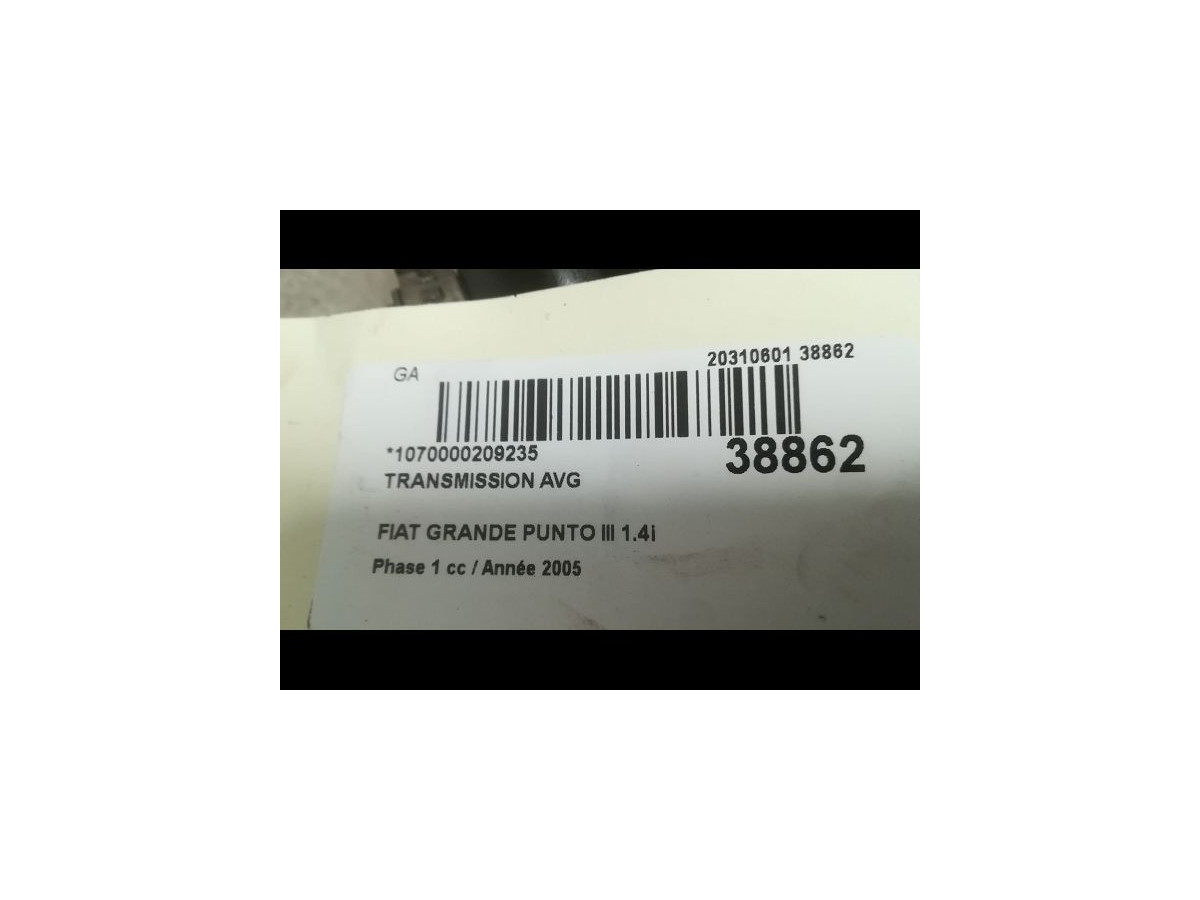 GA
20310601 38862
*1070000209235
38862
TRANSMISSION AVG
FIAT GRANDE PUNTO III 1.4i
Phase 1 cc / Année 2005